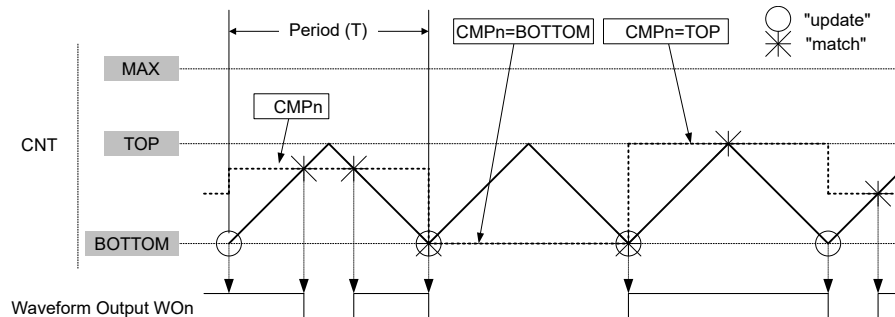 Period (T)
CMPn=BOTTOM
CMPn=TOP
"update"
"match"
MAX
CMPn
CNT
TOP
BOTTOM
Waveform Output WOn